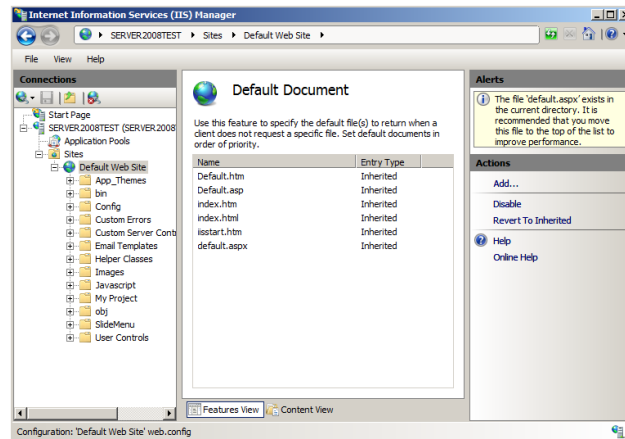 Internet Information Services (IIS) Manager
SERVER2008TEST Sites Default Web Site
File View Help
Connections
Start Page
SERVER2008TEST (SERVER2008
Application Pools
Sites
Default Web Site
App_Themes
bin
Config
Custom Errors
Custom Server Cont
Email Templates
Helper Classes
Images
Javascript
My Project
obj
SlideMenu
User Controls
Default Document
Use this feature to specify the default file(s) to return when a
client does not request a specific file. Set default documents in
order of priority.
Name Entry Type
Default.htm Inherited
Default.asp Inherited
index.htm Inherited
index.html Inherited
iisstart.htm Inherited
default.aspx Inherited
Features View Content View
Alerts
The file 'default.aspx' exists in
the current directory. It is
recommended that you move
this file to the top of the list to
improve performance.
Actions
Add...
Disable
Revert To Inherited
Help
Online Help
Configuration: 'Default Web Site' web.config